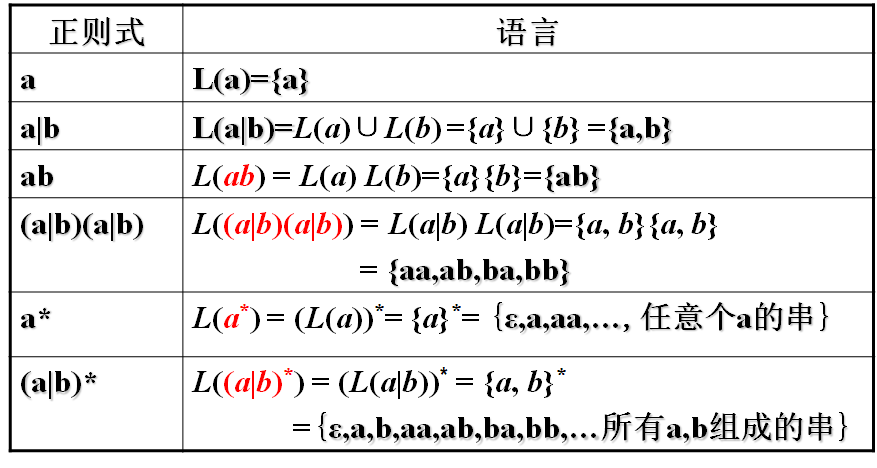 正则式 语言
a L(a)={a}
a|b L(a|b)=L(a)∪L(b)={a}∪{b}={a,b}
ab L(ab) = L(a) L(b)={a}{b}={ab}
(a|b)(a|b) L((a|b)(a|b)) = L(a|b) L(a|b)={a, b}{a, b}
= {aa,ab,ba,bb}
a* L(a*) = (L(a))*= {a}*= {ε,a,aa,…, 任意个a的串}
(a|b)* L((a|b)*) = (L(a|b))* = {a, b}*
={ε,a,b,aa,ab,ba,bb,…所有a,b组成的串}